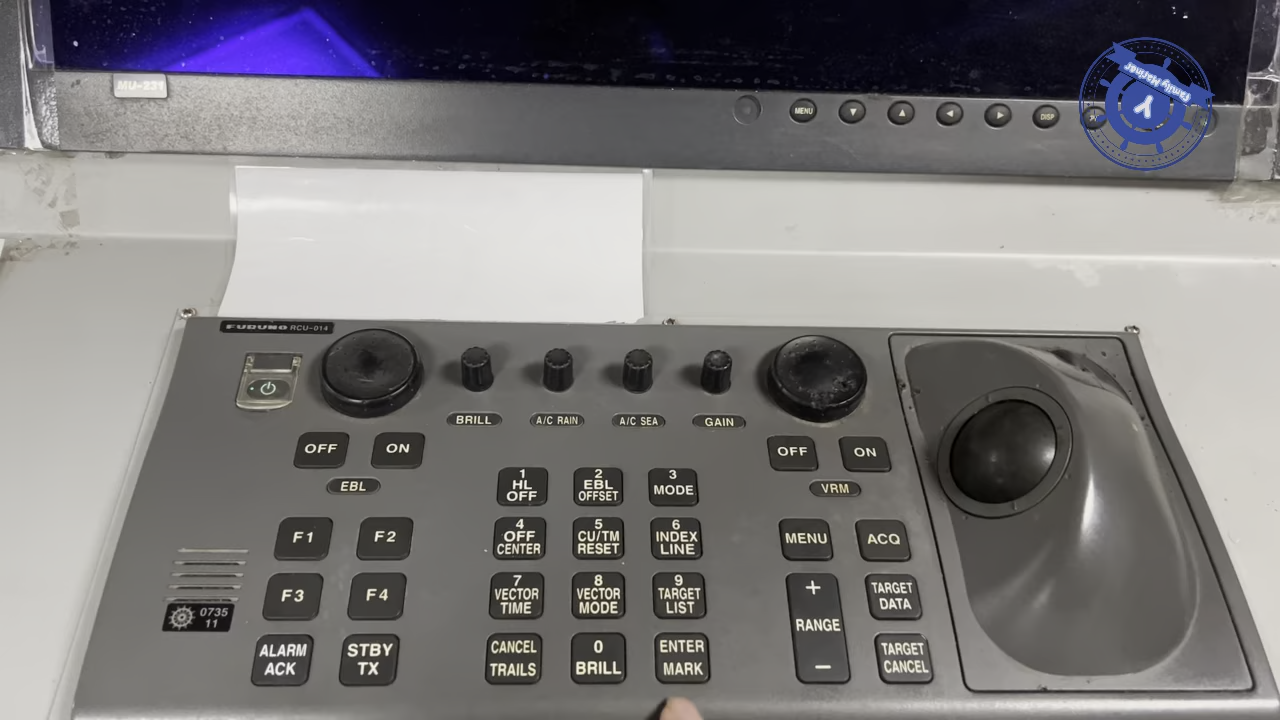 MU-231
MENU
DISP
Family Mariner
FURUNO RCU-014
BRILL
A/C RAIN
A/C SEA
GAIN
OFF
ON
EBL
OFF
ON
VRM
1
HL
OFF
2
EBL
OFFSET
3
MODE
F1
F2
4
OFF
CENTER
5
CU/TM
RESET
6
INDEX
LINE
MENU
ACQ
F3
F4
7
VECTOR
TIME
8
VECTOR
MODE
9
TARGET
LIST
+
RANGE
−
TARGET
DATA
0735
11
ALARM
ACK
STBY
TX
CANCEL
TRAILS
0
BRILL
ENTER
MARK
TARGET
CANCEL